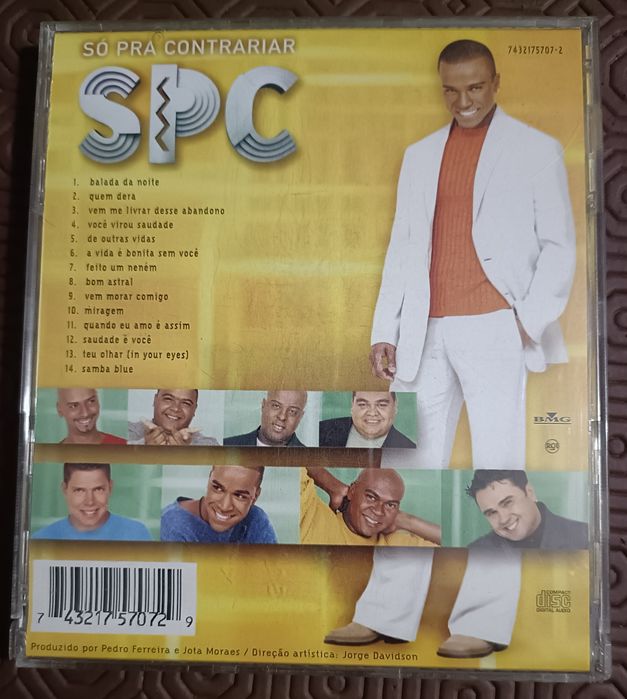 SÓ PRA CONTRARIAR
7432175707-2
SPC
1. balada da noite
2. quem dera
3. vem me livrar desse abandono
4. você virou saudade
5. de outras vidas
6. a vida é bonita sem você
7. feito um neném
8. bom astral
9. vem morar comigo
10. miragem
11. quando eu amo é assim
12. saudade e você
13. teu olhar (in your eyes)
14. samba blue
BMG
RCA
COMPACT
disc
DIGITAL AUDIO
7 43217 57072 9
Produzido por Pedro Ferreira e Jota Moraes / Direção artística: Jorge Davidson